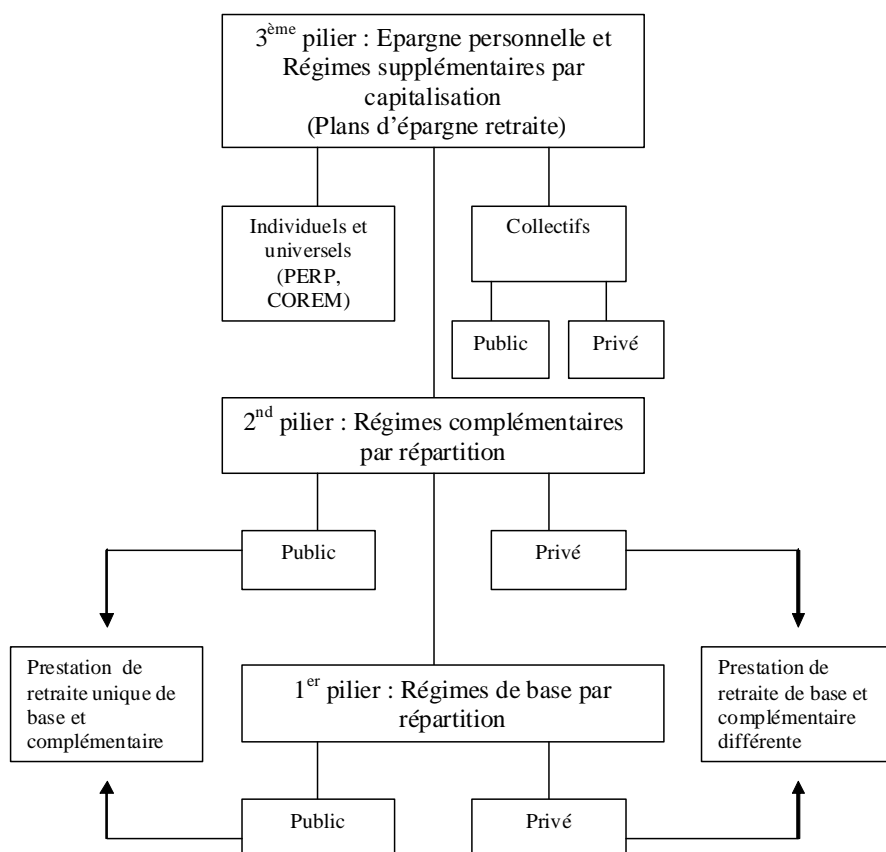 3ème pilier : Epargne personnelle et
Régimes supplémentaires par
capitalisation
(Plans d'épargne retraite)
Individuels et
universels
(PERP,
COREM)
Collectifs
Public
Privé
2nd pilier : Régimes complémentaires
par répartition
Public
Privé
Prestation de
retraite unique de
base et
complémentaire
1er pilier : Régimes de base par
répartition
Prestation de
retraite de base et
complémentaire
différente
Public
Privé